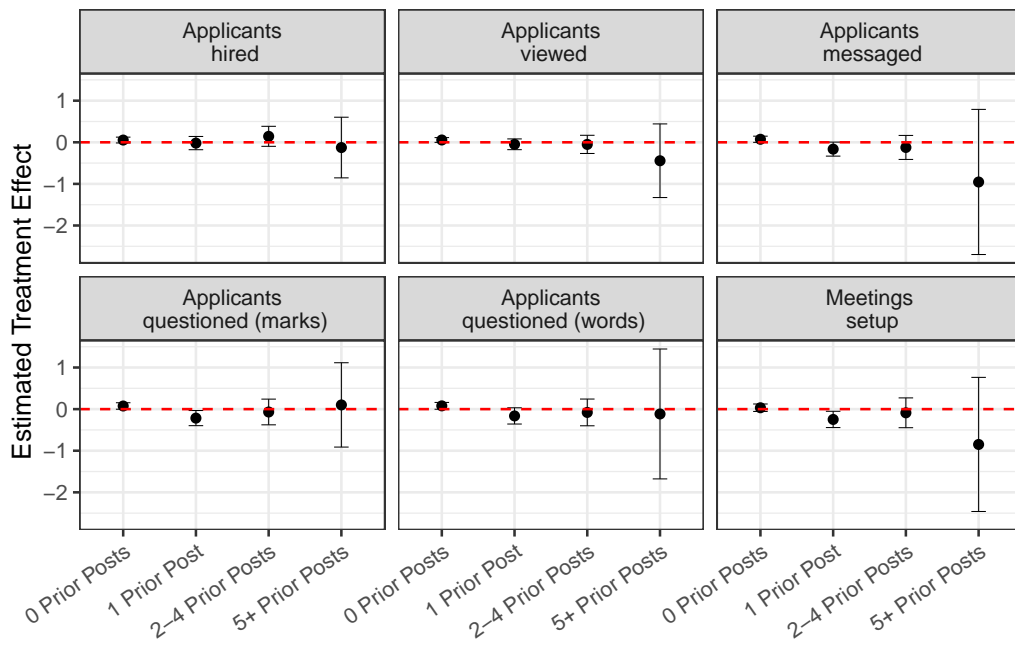 Applicants
hired
Applicants
viewed
Applicants
messaged
1
0
−1
−2
Applicants
questioned (marks)
Applicants
questioned (words)
Meetings
setup
1
0
−1
−2
Estimated Treatment Effect
0 Prior Posts
1 Prior Post
2−4 Prior Posts
5+ Prior Posts
0 Prior Posts
1 Prior Post
2−4 Prior Posts
5+ Prior Posts
0 Prior Posts
1 Prior Post
2−4 Prior Posts
5+ Prior Posts